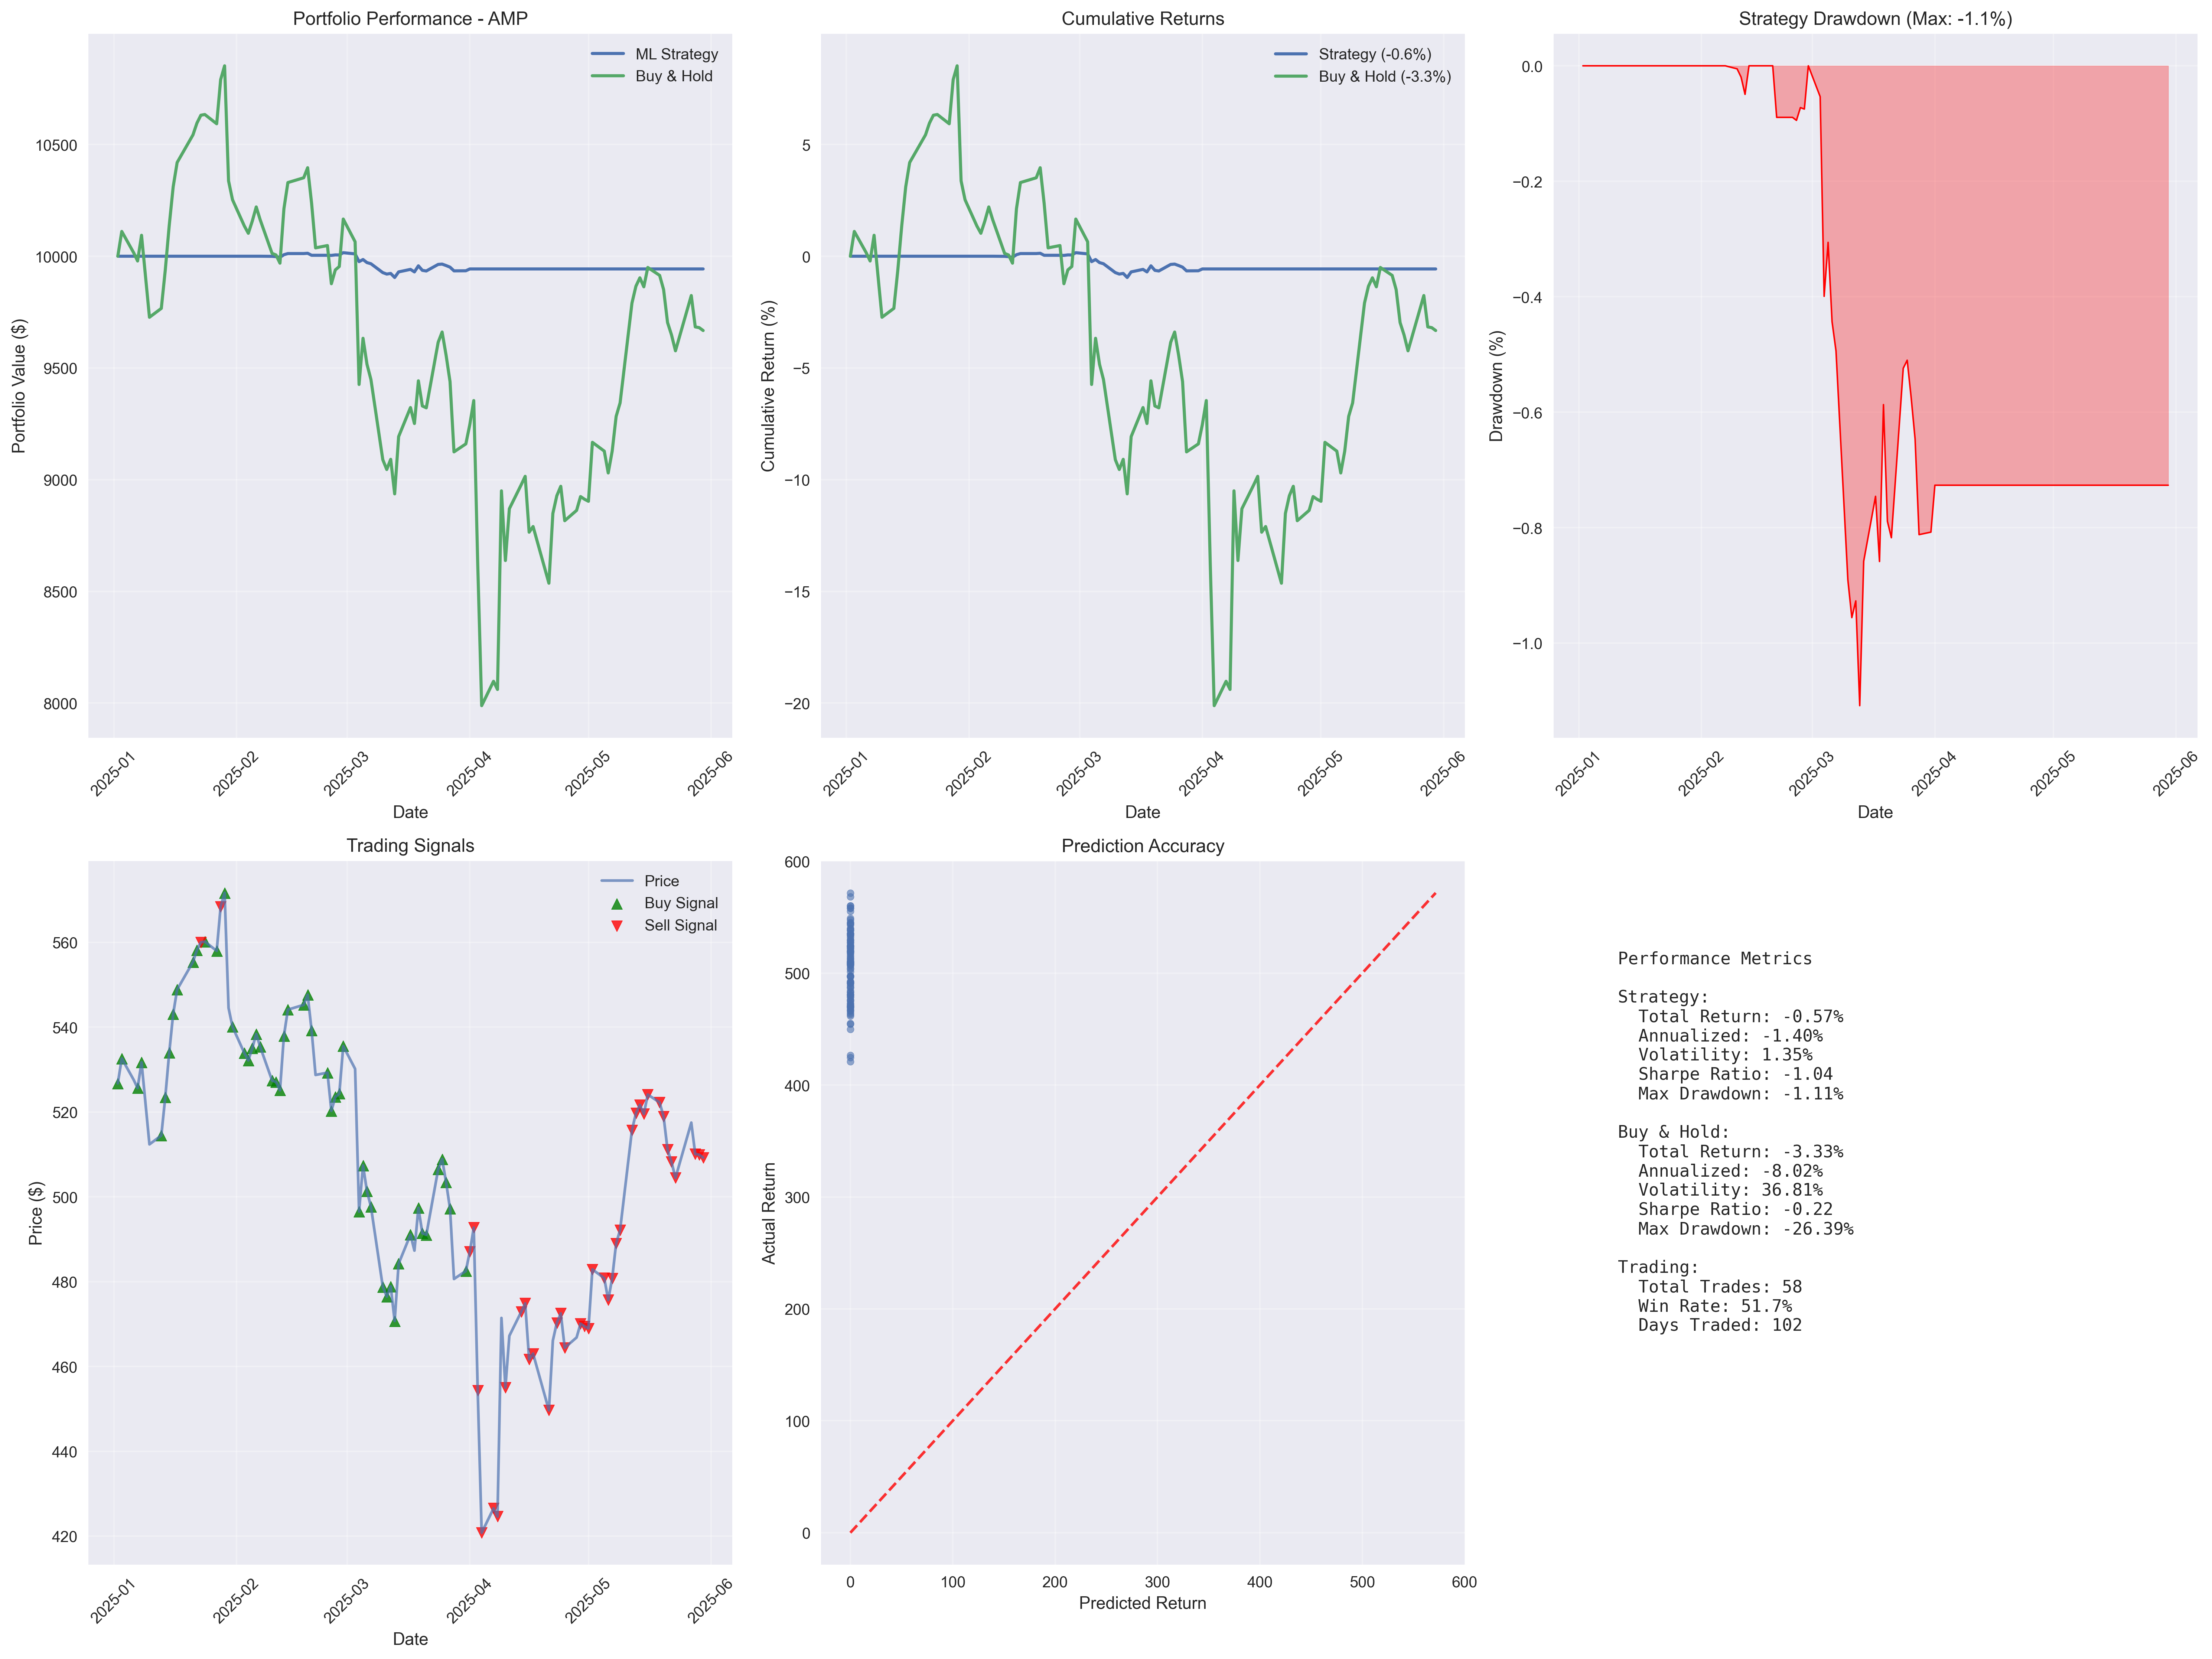 Portfolio Performance - AMP
ML Strategy
Buy & Hold
Portfolio Value ($)
10500
10000
9500
9000
8500
8000
2025-01
2025-02
2025-03
2025-04
2025-05
2025-06
Date
Cumulative Returns
Strategy (-0.6%)
Buy & Hold (-3.3%)
Cumulative Return (%)
5
0
−5
−10
−15
−20
2025-01
2025-02
2025-03
2025-04
2025-05
2025-06
Date
Strategy Drawdown (Max: -1.1%)
Drawdown (%)
0.0
−0.2
−0.4
−0.6
−0.8
−1.0
2025-01
2025-02
2025-03
2025-04
2025-05
2025-06
Date
Trading Signals
Price
Buy Signal
Sell Signal
Price ($)
560
540
520
500
480
460
440
420
2025-01
2025-02
2025-03
2025-04
2025-05
2025-06
Date
Prediction Accuracy
Actual Return
600
500
400
300
200
100
0
0
100
200
300
400
500
600
Predicted Return
Performance Metrics
Strategy:
Total Return: -0.57%
Annualized: -1.40%
Volatility: 1.35%
Sharpe Ratio: -1.04
Max Drawdown: -1.11%
Buy & Hold:
Total Return: -3.33%
Annualized: -8.02%
Volatility: 36.81%
Sharpe Ratio: -0.22
Max Drawdown: -26.39%
Trading:
Total Trades: 58
Win Rate: 51.7%
Days Traded: 102